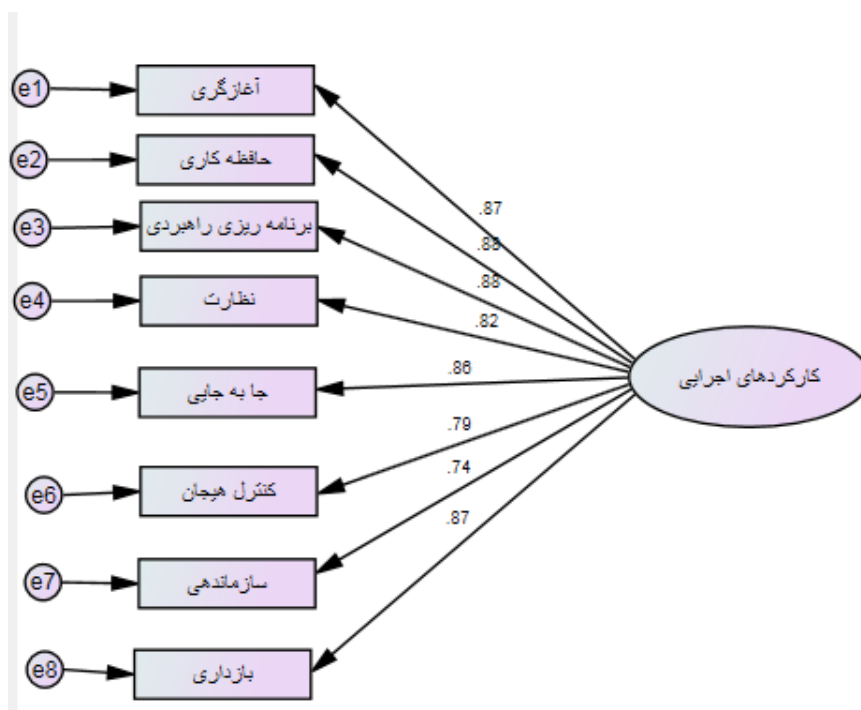 e1
آغازگری
e2
حافظه کاری
e3
برنامه ریزی راهبردی
e4
نظارت
e5
جا به جایی
e6
کنترل هیجان
e7
سازماندهی
e8
بازداری
.87
.88
.88
.82
.86
.79
.74
.87
کارکردهای اجرایی